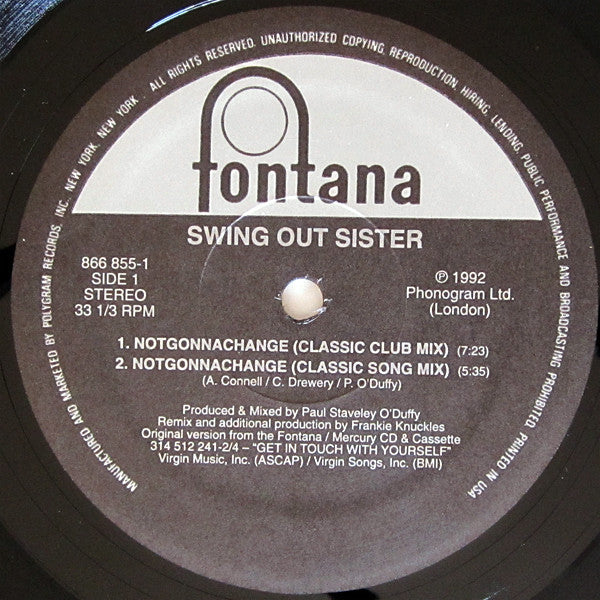 MANUFACTURED AND MARKETED BY POLYGRAM RECORDS, INC. NEW YORK, NEW YORK. ALL RIGHTS RESERVED. UNAUTHORIZED COPYING, REPRODUCTION, HIRING, LENDING, PUBLIC PERFORMANCE AND BROADCASTING PROHIBITED. PRINTED IN USA
fontana
SWING OUT SISTER
866 855-1
SIDE 1
STEREO
33 1/3 RPM
℗ 1992
Phonogram Ltd.
(London)
1. NOTGONNACHANGE (CLASSIC CLUB MIX) (7:23)
2. NOTGONNACHANGE (CLASSIC SONG MIX) (5:35)
(A. Connell / C. Drewery / P. O'Duffy)
Produced & Mixed by Paul Staveley O'Duffy
Remix and additional production by Frankie Knuckles
Original version from the Fontana / Mercury CD & Cassette
314 512 241-2/4 – "GET IN TOUCH WITH YOURSELF"
Virgin Music, Inc. (ASCAP) / Virgin Songs, Inc. (BMI)